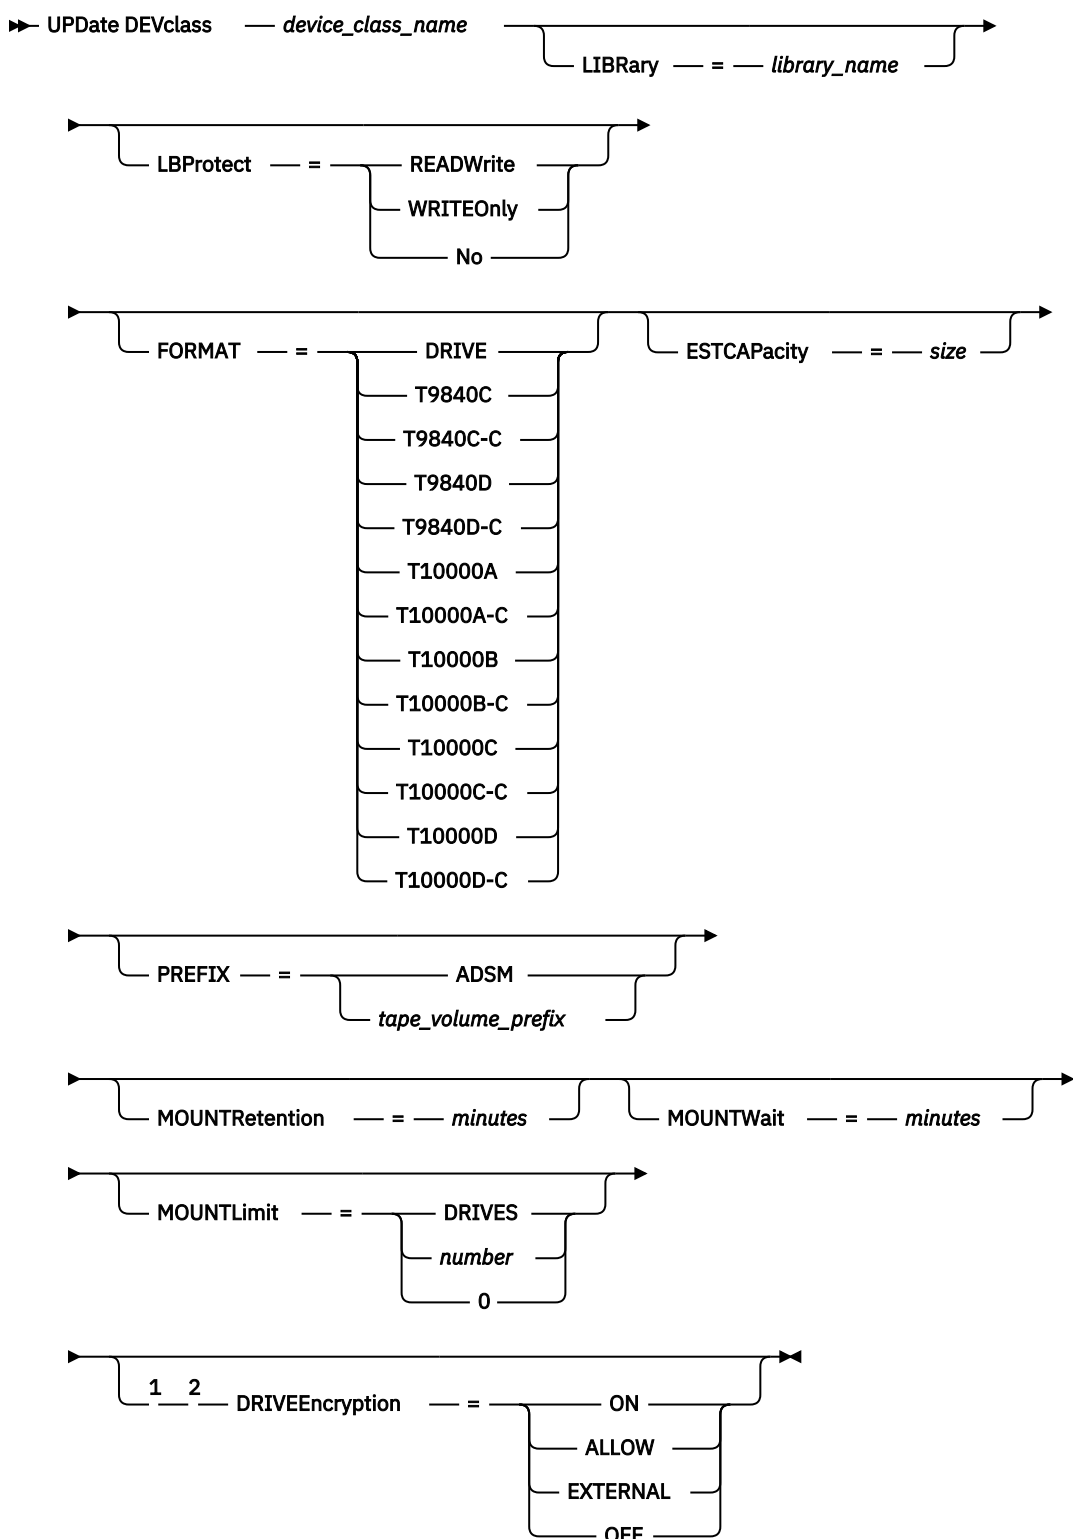 UPDate DEVclass device_class_name
LIBRary = library_name
LBProtect = READWrite
WRITEOnly
No
FORMAT = DRIVE ESTCAPacity = size
T9840C
T9840C-C
T9840D
T9840D-C
T10000A
T10000A-C
T10000B
T10000B-C
T10000C
T10000C-C
T10000D
T10000D-C
PREFIX = ADSM
tape_volume_prefix
MOUNTRetention = minutes MOUNTWait = minutes
MOUNTLimit = DRIVES
number
0
1 2
DRIVEEncryption = ON
ALLOW
EXTERNAL
OFF